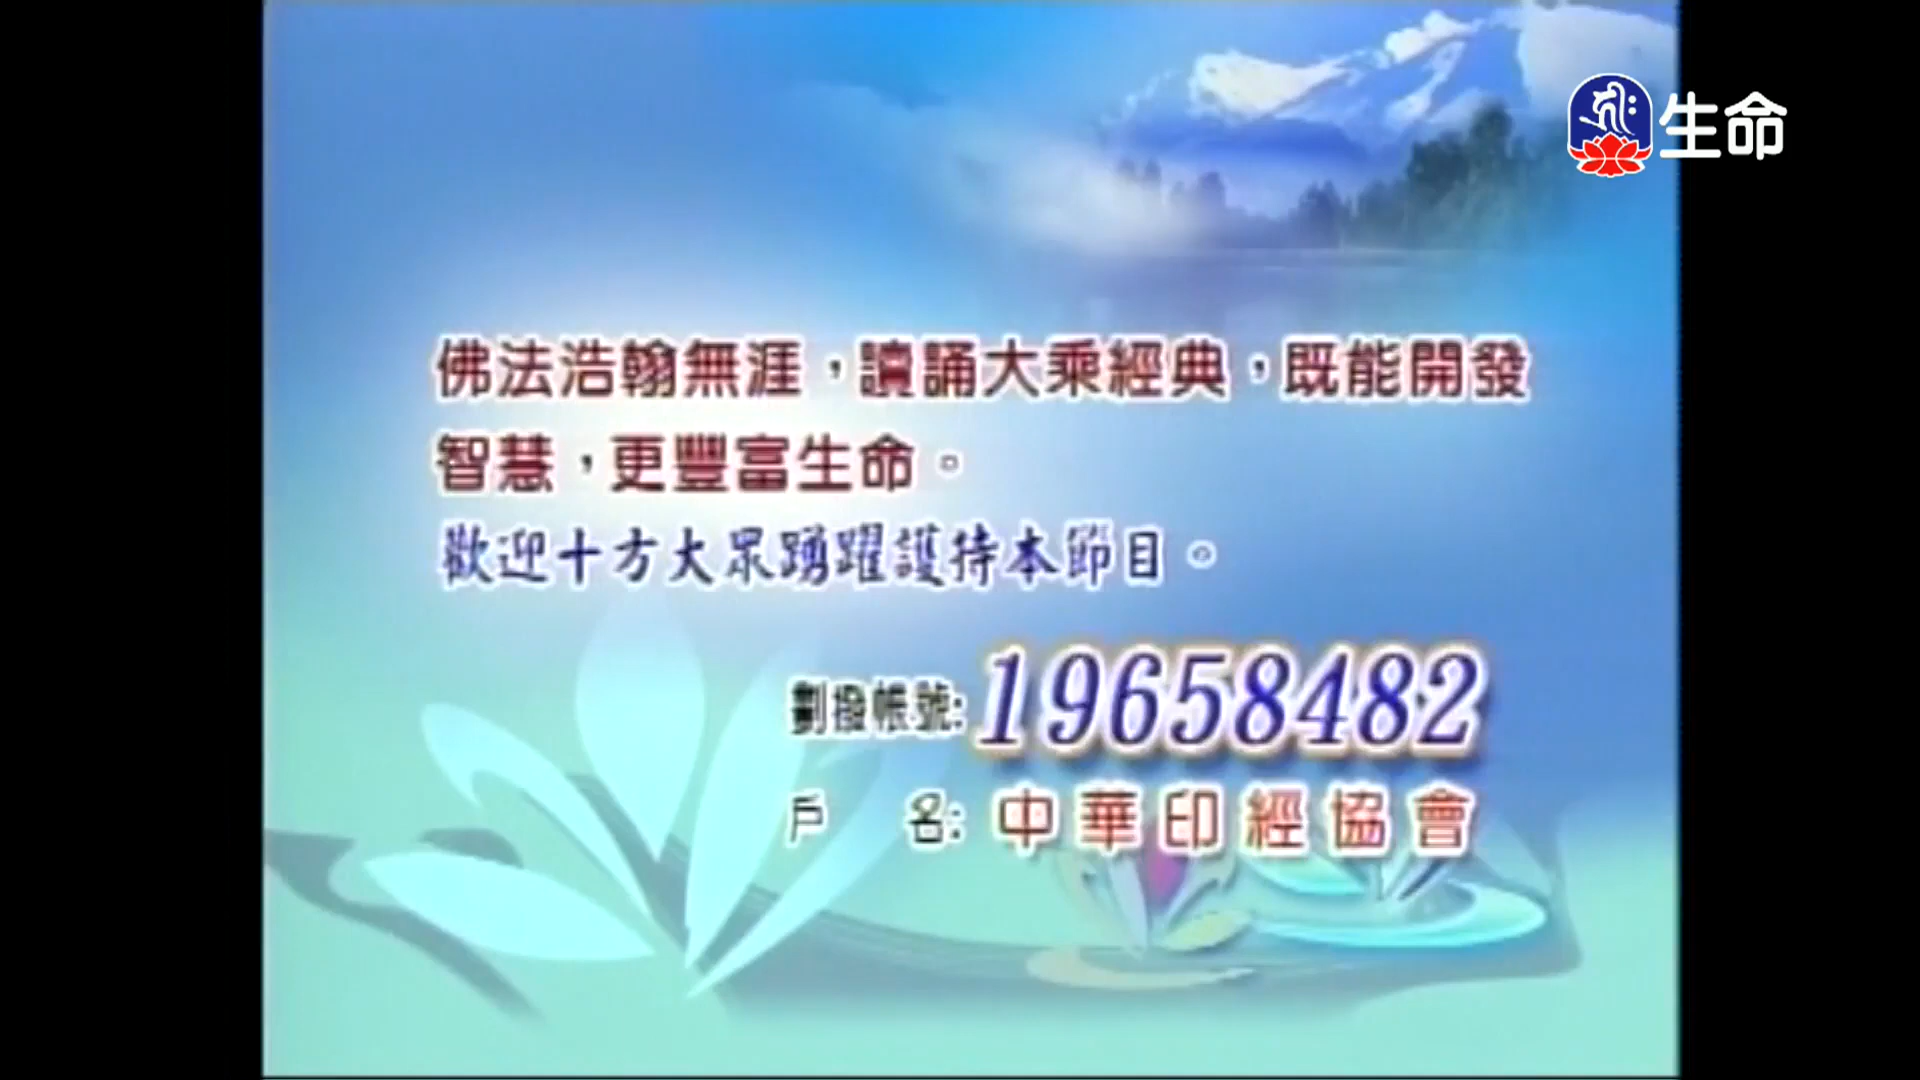 生命
佛法浩翰無涯，讀誦大乘經典，既能開發
智慧，更豐富生命。
歡迎十方大眾踴躍護持本節目。
劃撥帳號:19658482
戶 名:中華印經協會